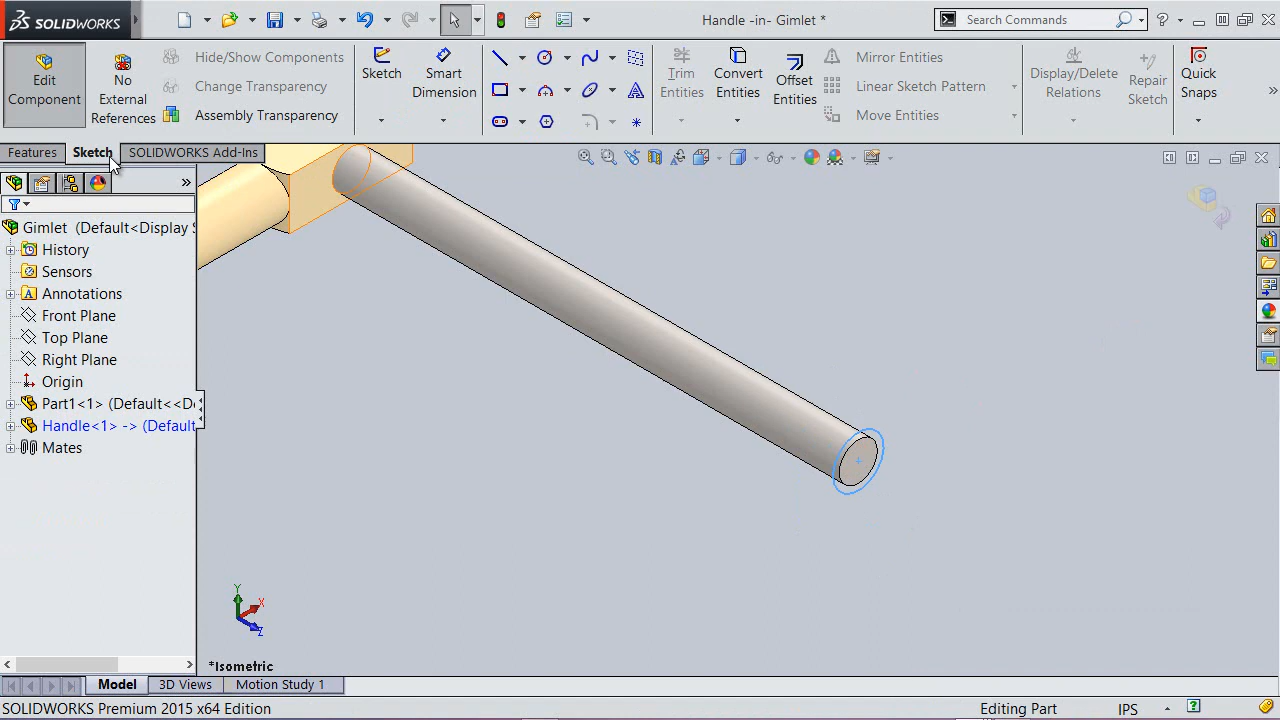 SOLIDWORKS
Handle -in- Gimlet *
Search Commands
Edit Component
No External References
Hide/Show Components
Change Transparency
Assembly Transparency
Sketch
Smart Dimension
Trim Entities
Convert Entities
Offset Entities
Mirror Entities
Linear Sketch Pattern
Move Entities
Display/Delete Relations
Repair Sketch
Quick Snaps
Features
Sketch
SOLIDWORKS Add-Ins
Gimlet (Default<Display S
History
Sensors
Annotations
Front Plane
Top Plane
Right Plane
Origin
Part1<1> (Default<<De
Handle<1> -> (Default
Mates
Y
X
Z
*Isometric
Model
3D Views
Motion Study 1
SOLIDWORKS Premium 2015 x64 Edition
Editing Part
IPS